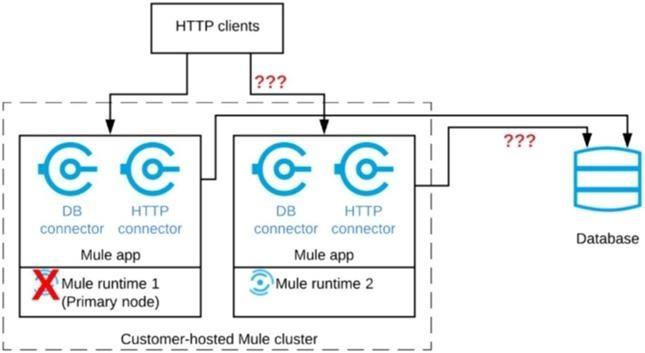 HTTP clients
???
???
DB
connector
HTTP
connector
DB
connector
HTTP
connector
Mule app
Mule app
Database
X
Mule runtime 1
(Primary node)
Mule runtime 2
Customer-hosted Mule cluster